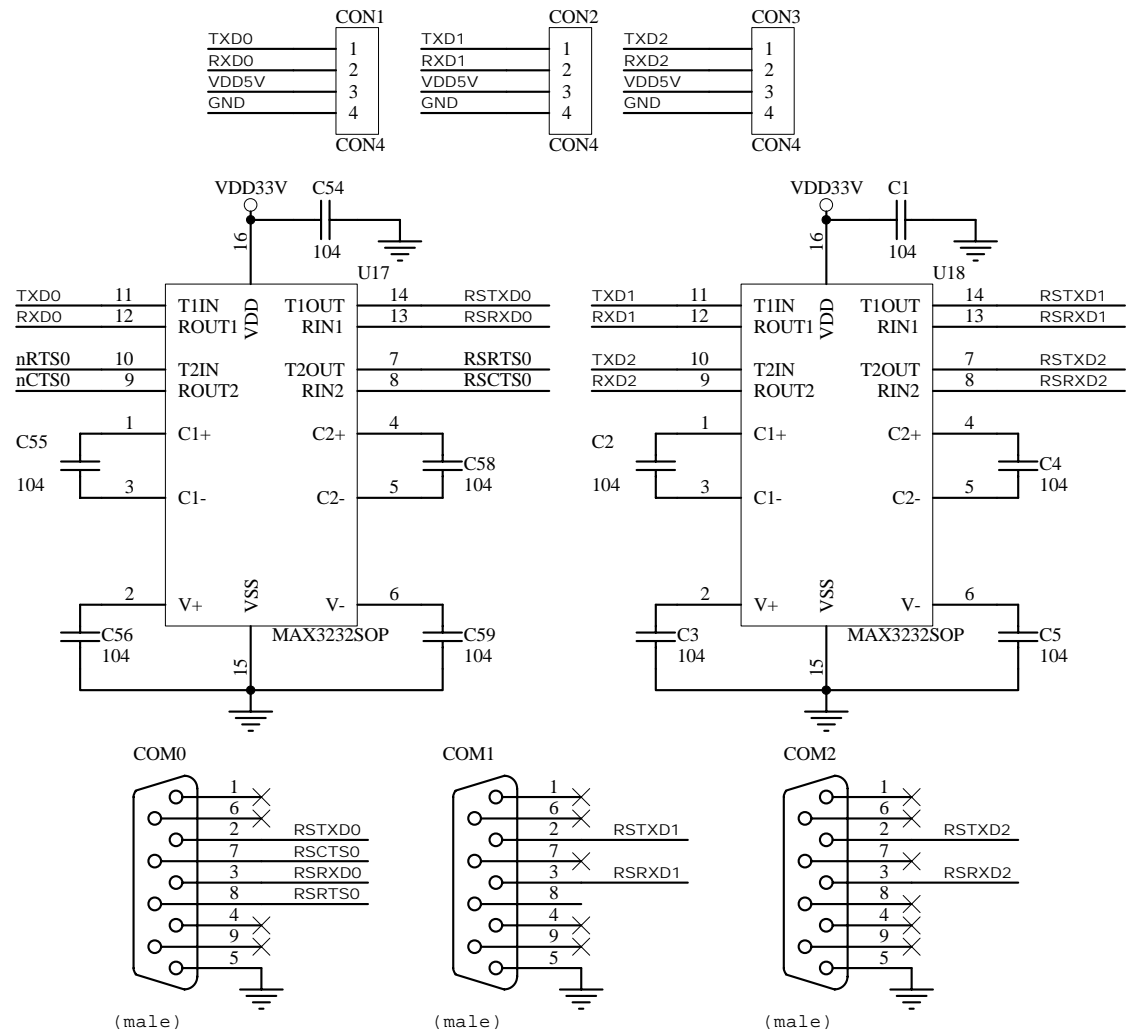 CON1 CON2 CON3
TXD0 1 TXD1 1 TXD2 1
RXD0 2 RXD1 2 RXD2 2
VDD5V 3 VDD5V 3 VDD5V 3
GND 4 GND 4 GND 4
CON4 CON4 CON4
VDD33V C54 VDD33V C1
16 104 16 104
U17 U18
TXD0 11 T1IN VDD T1OUT 14 RSTXD0 TXD1 11 T1IN VDD T1OUT 14 RSTXD1
RXD0 12 ROUT1 RIN1 13 RSRXD0 RXD1 12 ROUT1 RIN1 13 RSRXD1
nRTS0 10 T2IN T2OUT 7 RSRTS0 TXD2 10 T2IN T2OUT 7 RSTXD2
nCTS0 9 ROUT2 RIN2 8 RSCTS0 RXD2 9 ROUT2 RIN2 8 RSRXD2
1 C1+ C2+ 4 1 C1+ C2+ 4
C55 C58 C2 C4
104 104 104 104
3 C1- C2- 5 3 C1- C2- 5
2 V+ VSS V- 6 2 V+ VSS V- 6
C56 MAX3232SOP C59 C3 MAX3232SOP C5
104 15 104 104 15 104
COM0 COM1 COM2
1 1 1
6 6 6
2 RSTXD0 2 RSTXD1 2 RSTXD2
7 RSCTS0 7 7
3 RSRXD0 3 RSRXD1 3 RSRXD2
8 RSRTS0 8 8
4 4 4
9 9 9
5 5 5
(male) (male) (male)